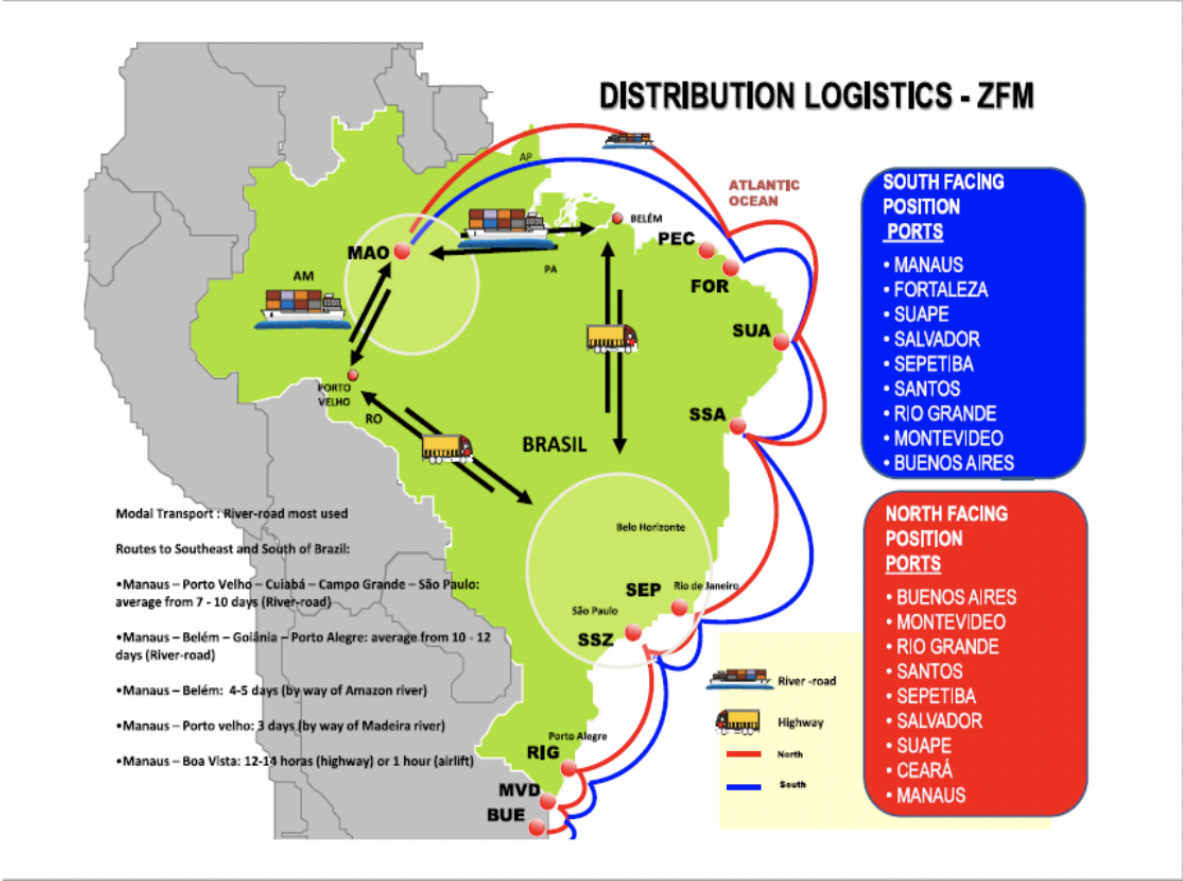 DISTRIBUTION LOGISTICS - ZFM
AP
ATLANTIC
OCEAN
BELÉM
MAO
PEC
FOR
AM
PA
SUA
PORTO
VELHO
RO
SSA
BRASIL
Belo Horizonte
SEP
Rio de Janeiro
São Paulo
SSZ
Porto Alegre
RIG
MVD
BUE
Modal Transport : River-road most used
Routes to Southeast and South of Brazil:
•Manaus – Porto Velho – Cuiabá – Campo Grande – São Paulo:
average from 7 - 10 days (River-road)
•Manaus – Belém – Goiânia – Porto Alegre: average from 10 - 12
days (River-road)
•Manaus – Belém: 4-5 days (by way of Amazon river)
•Manaus – Porto velho: 3 days (by way of Madeira river)
•Manaus – Boa Vista: 12-14 horas (highway) or 1 hour (airlift)
River -road
Highway
North
South
SOUTH FACING
POSITION
PORTS
• MANAUS
• FORTALEZA
• SUAPE
• SALVADOR
• SEPETIBA
• SANTOS
• RIO GRANDE
• MONTEVIDEO
• BUENOS AIRES
NORTH FACING
POSITION
PORTS
• BUENOS AIRES
• MONTEVIDEO
• RIO GRANDE
• SANTOS
• SEPETIBA
• SALVADOR
• SUAPE
• CEARÁ
• MANAUS